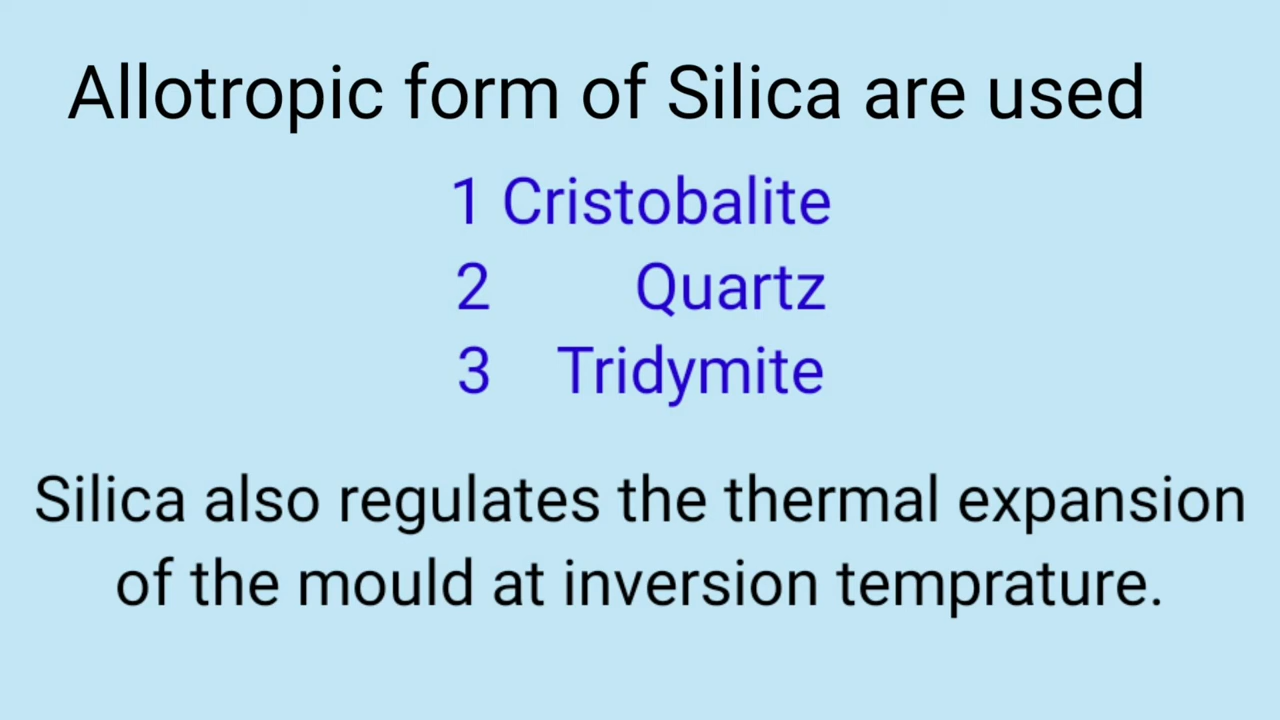 Allotropic form of Silica are used
1 Cristobalite
2 Quartz
3 Tridymite
Silica also regulates the thermal expansion
of the mould at inversion temprature.